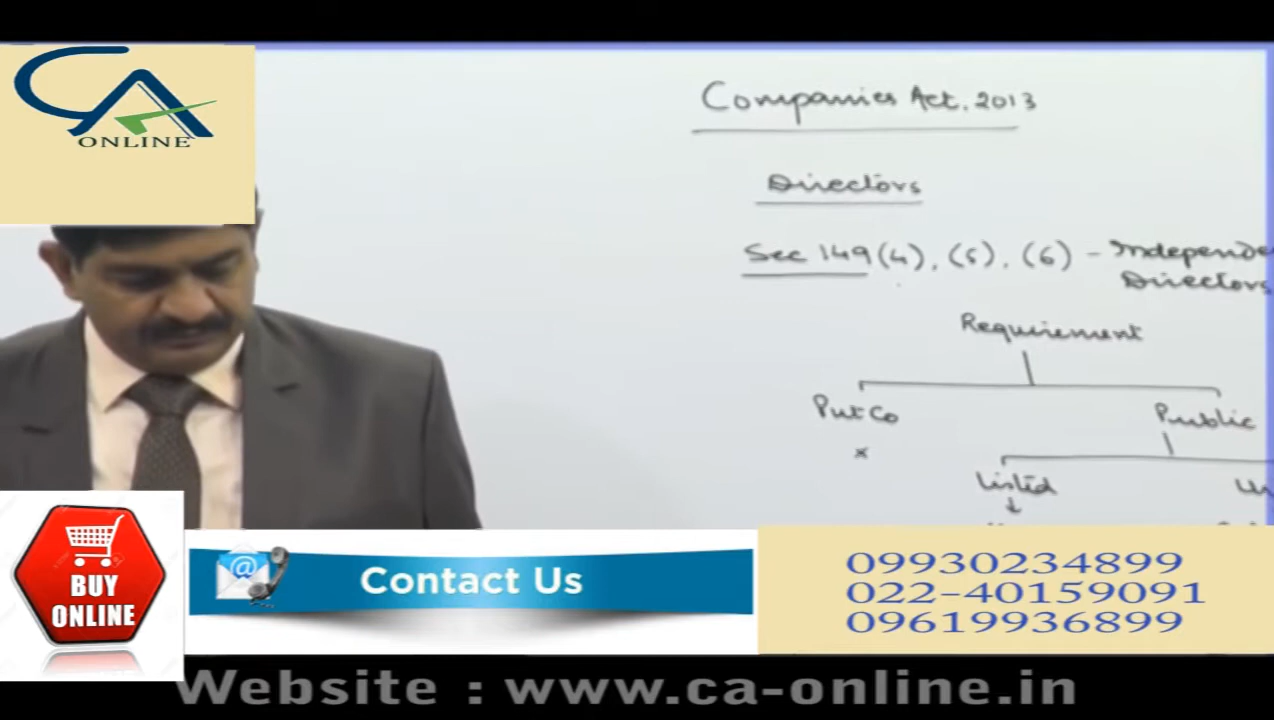 CA
ONLINE
Companies Act, 2013
Directors
Sec 149 (4), (5), (6) - Independe
Directors
Requirement
Pvt Co
Public
x
Listed
BUY
ONLINE
Contact Us
09930234899
022-40159091
09619936899
Website : www.ca-online.in